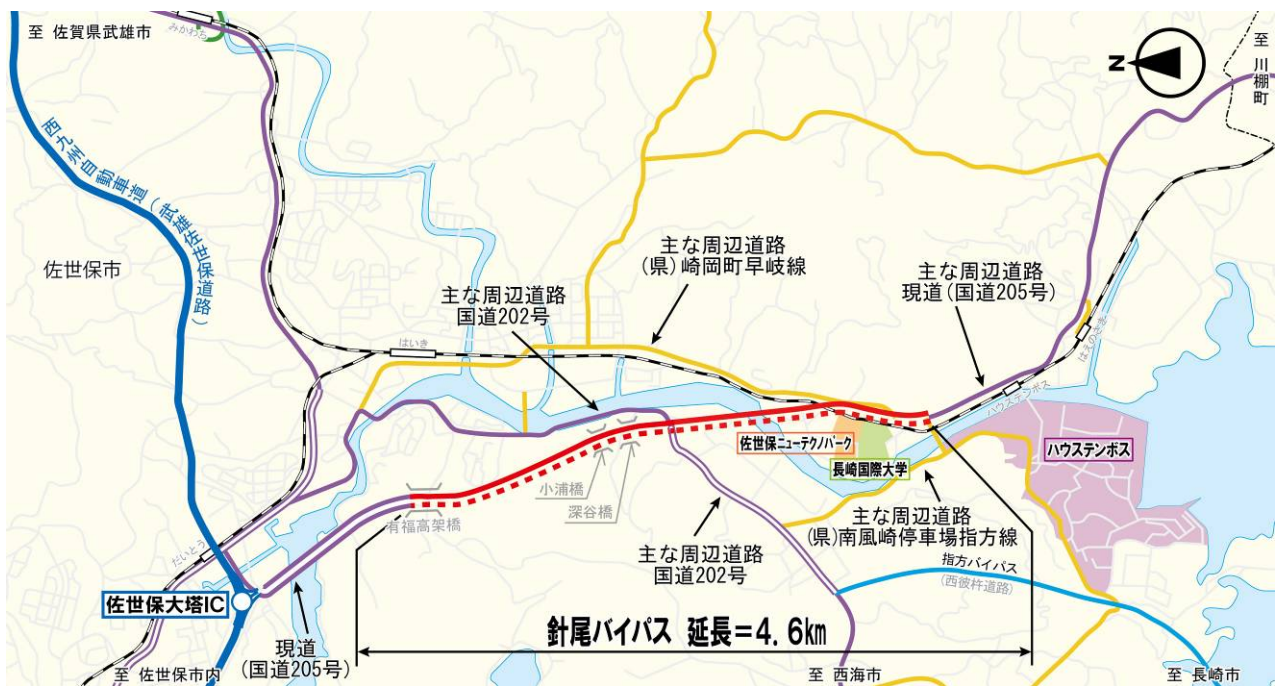 至 佐賀県武雄市
みかわち
N
至 川棚町
西九州自動車道(武雄佐世保道路)
佐世保市
主な周辺道路
(県)崎岡町早岐線
主な周辺道路
現道(国道205号)
主な周辺道路
国道202号
はいき
はえのさき
ハウステンボス
佐世保ニューテクノパーク
長崎国際大学
ハウステンボス
小浦橋
深谷橋
有福高架橋
だいとう
主な周辺道路
(県)南風崎停車場指方線
主な周辺道路
国道202号
指方バイパス
(西彼杵道路)
佐世保大塔IC
現道
(国道205号)
針尾バイパス 延長=4.6km
至 佐世保市内
至 西海市
至 長崎市